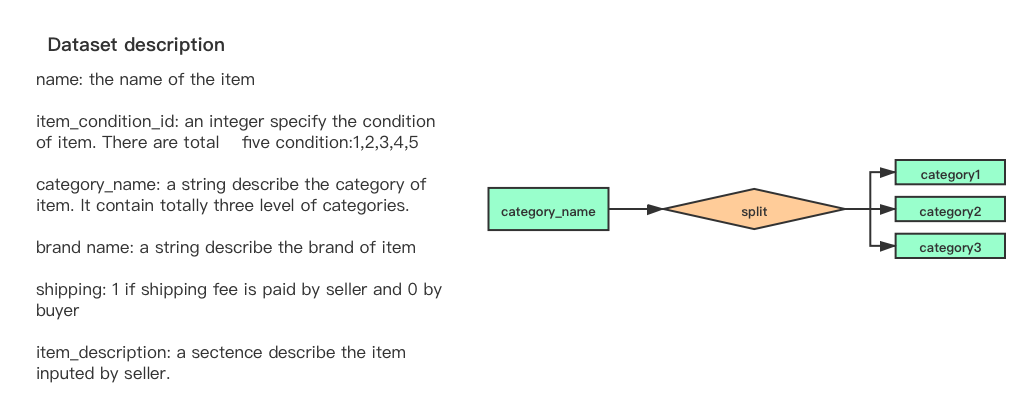 Dataset description
name: the name of the item
item_condition_id: an integer specify the condition
of item. There are total five condition:1,2,3,4,5
category_name: a string describe the category of
item. It contain totally three level of categories.
brand name: a string describe the brand of item
shipping: 1 if shipping fee is paid by seller and 0 by
buyer
item_description: a sectence describe the item
inputed by seller.
category_name
split
category1
category2
category3